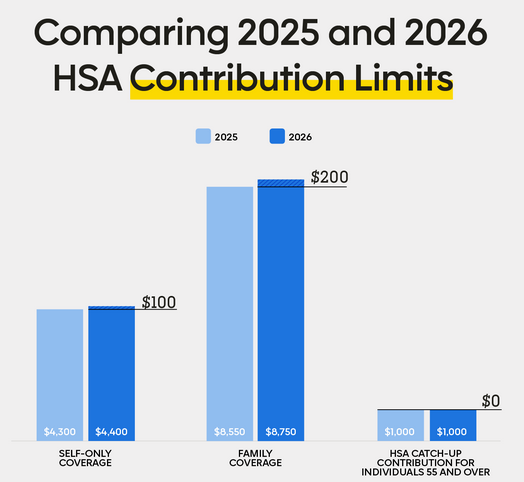 Comparing 2025 and 2026
HSA Contribution Limits
2025 2026
$200
$100
$0
$4,300 $4,400 $8,550 $8,750 $1,000 $1,000
SELF-ONLY
COVERAGE
FAMILY
COVERAGE
HSA CATCH-UP
CONTRIBUTION FOR
INDIVIDUALS 55 AND OVER